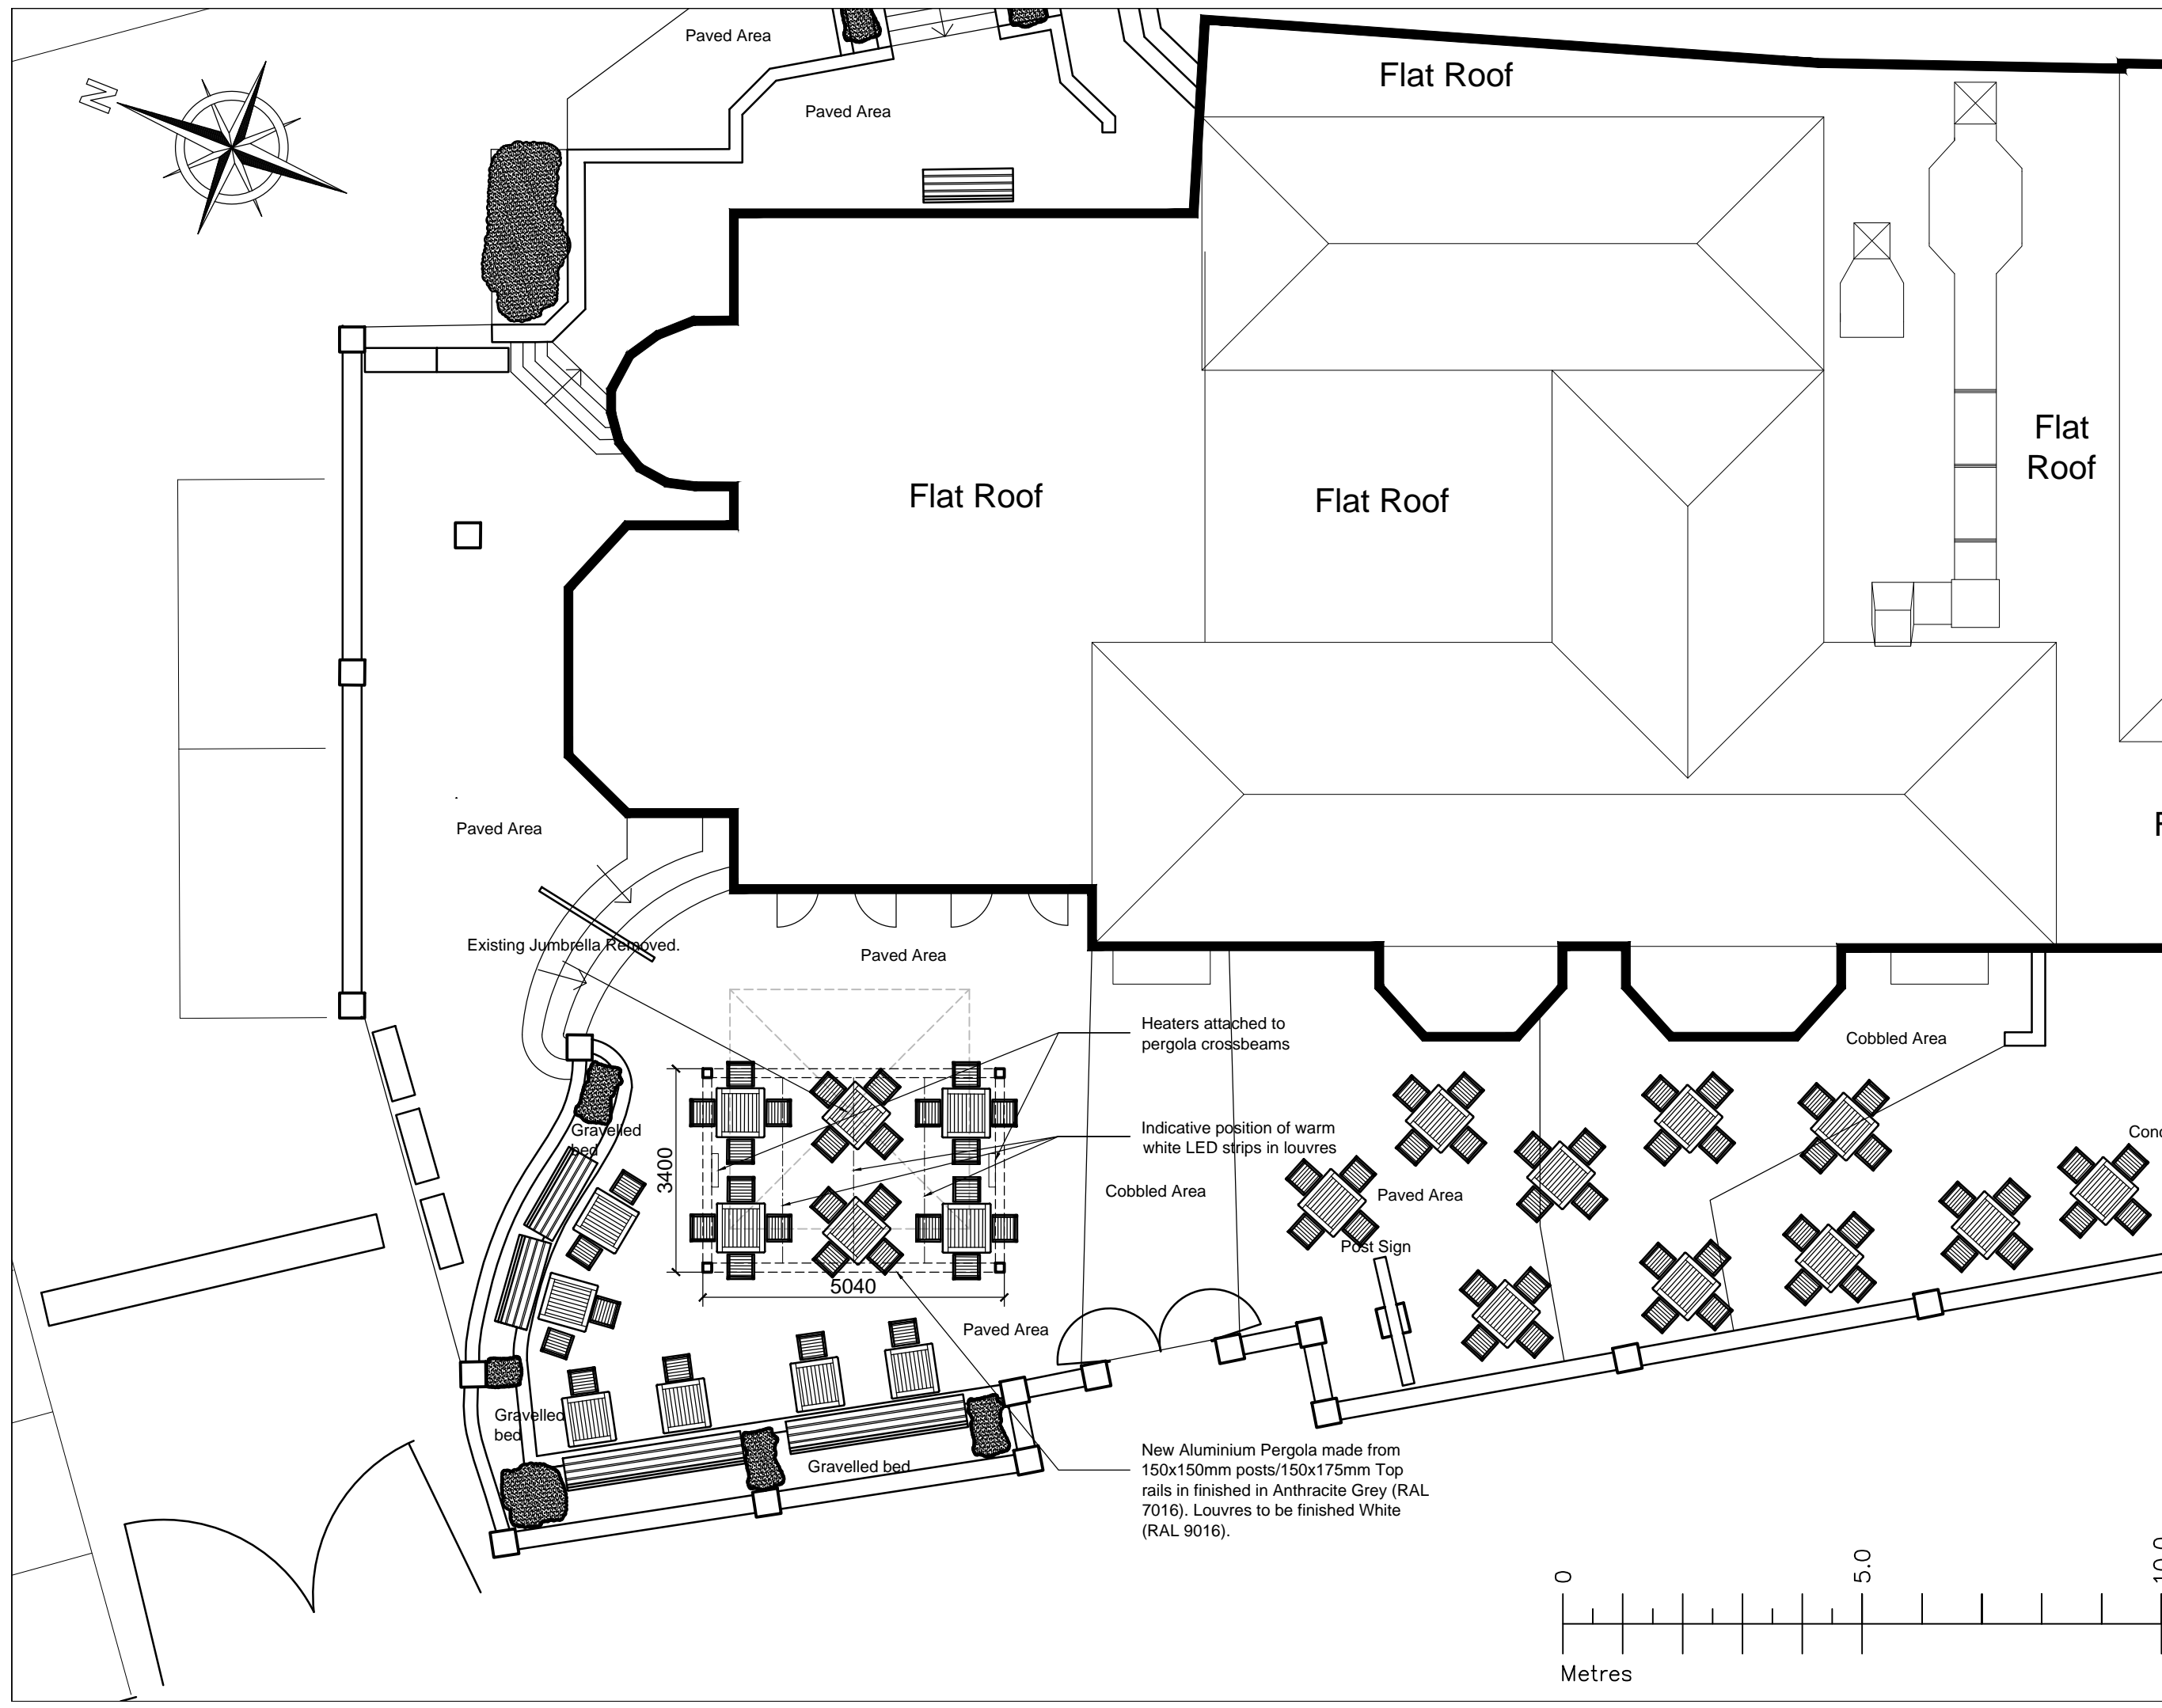 Paved Area
Flat Roof
N
Paved Area
Flat
Roof
Flat Roof
Flat Roof
Paved Area
F
Existing Jumbrella Removed.
Paved Area
Heaters attached to
pergola crossbeams
Cobbled Area
Gravelled
bed
Indicative position of warm
white LED strips in louvres
Conc
3400
Cobbled Area
Paved Area
Post Sign
5040
Paved Area
Gravelled
bed
Gravelled bed
New Aluminium Pergola made from
150x150mm posts/150x175mm Top
rails in finished in Anthracite Grey (RAL
7016). Louvres to be finished White
(RAL 9016).
0
5.0
10.0
Metres